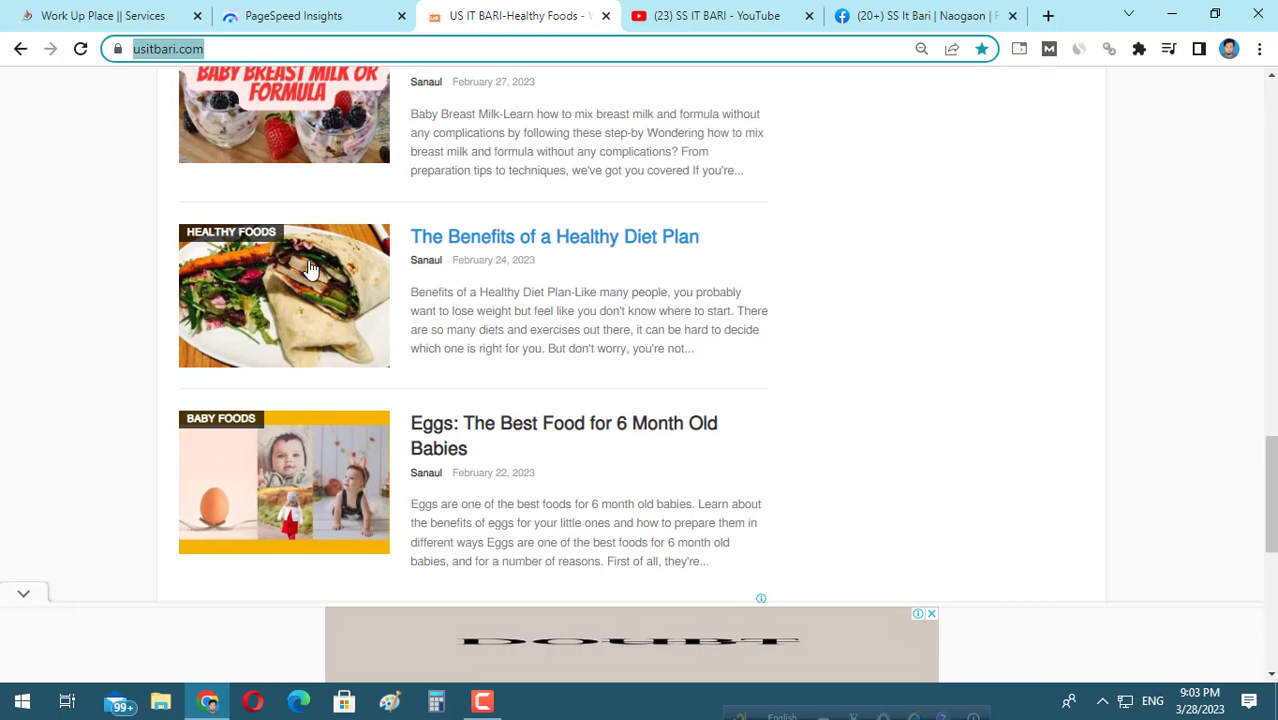 Work Up Place || Services
PageSpeed Insights
US IT BARI-Healthy Foods -
(23) SS IT BARI - YouTube
(20+) SS It Bari | Naogaon | F
usitbari.com
BABY BREAST MILK OR
FORMULA
Sanaul February 27, 2023
Baby Breast Milk-Learn how to mix breast milk and formula without
any complications by following these step-by Wondering how to mix
breast milk and formula without any complications? From
preparation tips to techniques, we've got you covered If you're...
HEALTHY FOODS
The Benefits of a Healthy Diet Plan
Sanaul February 24, 2023
Benefits of a Healthy Diet Plan-Like many people, you probably
want to lose weight but feel like you don't know where to start. There
are so many diets and exercises out there, it can be hard to decide
which one is right for you. But don't worry, you're not...
BABY FOODS
Eggs: The Best Food for 6 Month Old
Babies
Sanaul February 22, 2023
Eggs are one of the best foods for 6 month old babies. Learn about
the benefits of eggs for your little ones and how to prepare them in
different ways Eggs are one of the best foods for 6 month old
babies, and for a number of reasons. First of all, they're...
DOUBT
99+
ENG
9:03 PM
3/28/2023
English